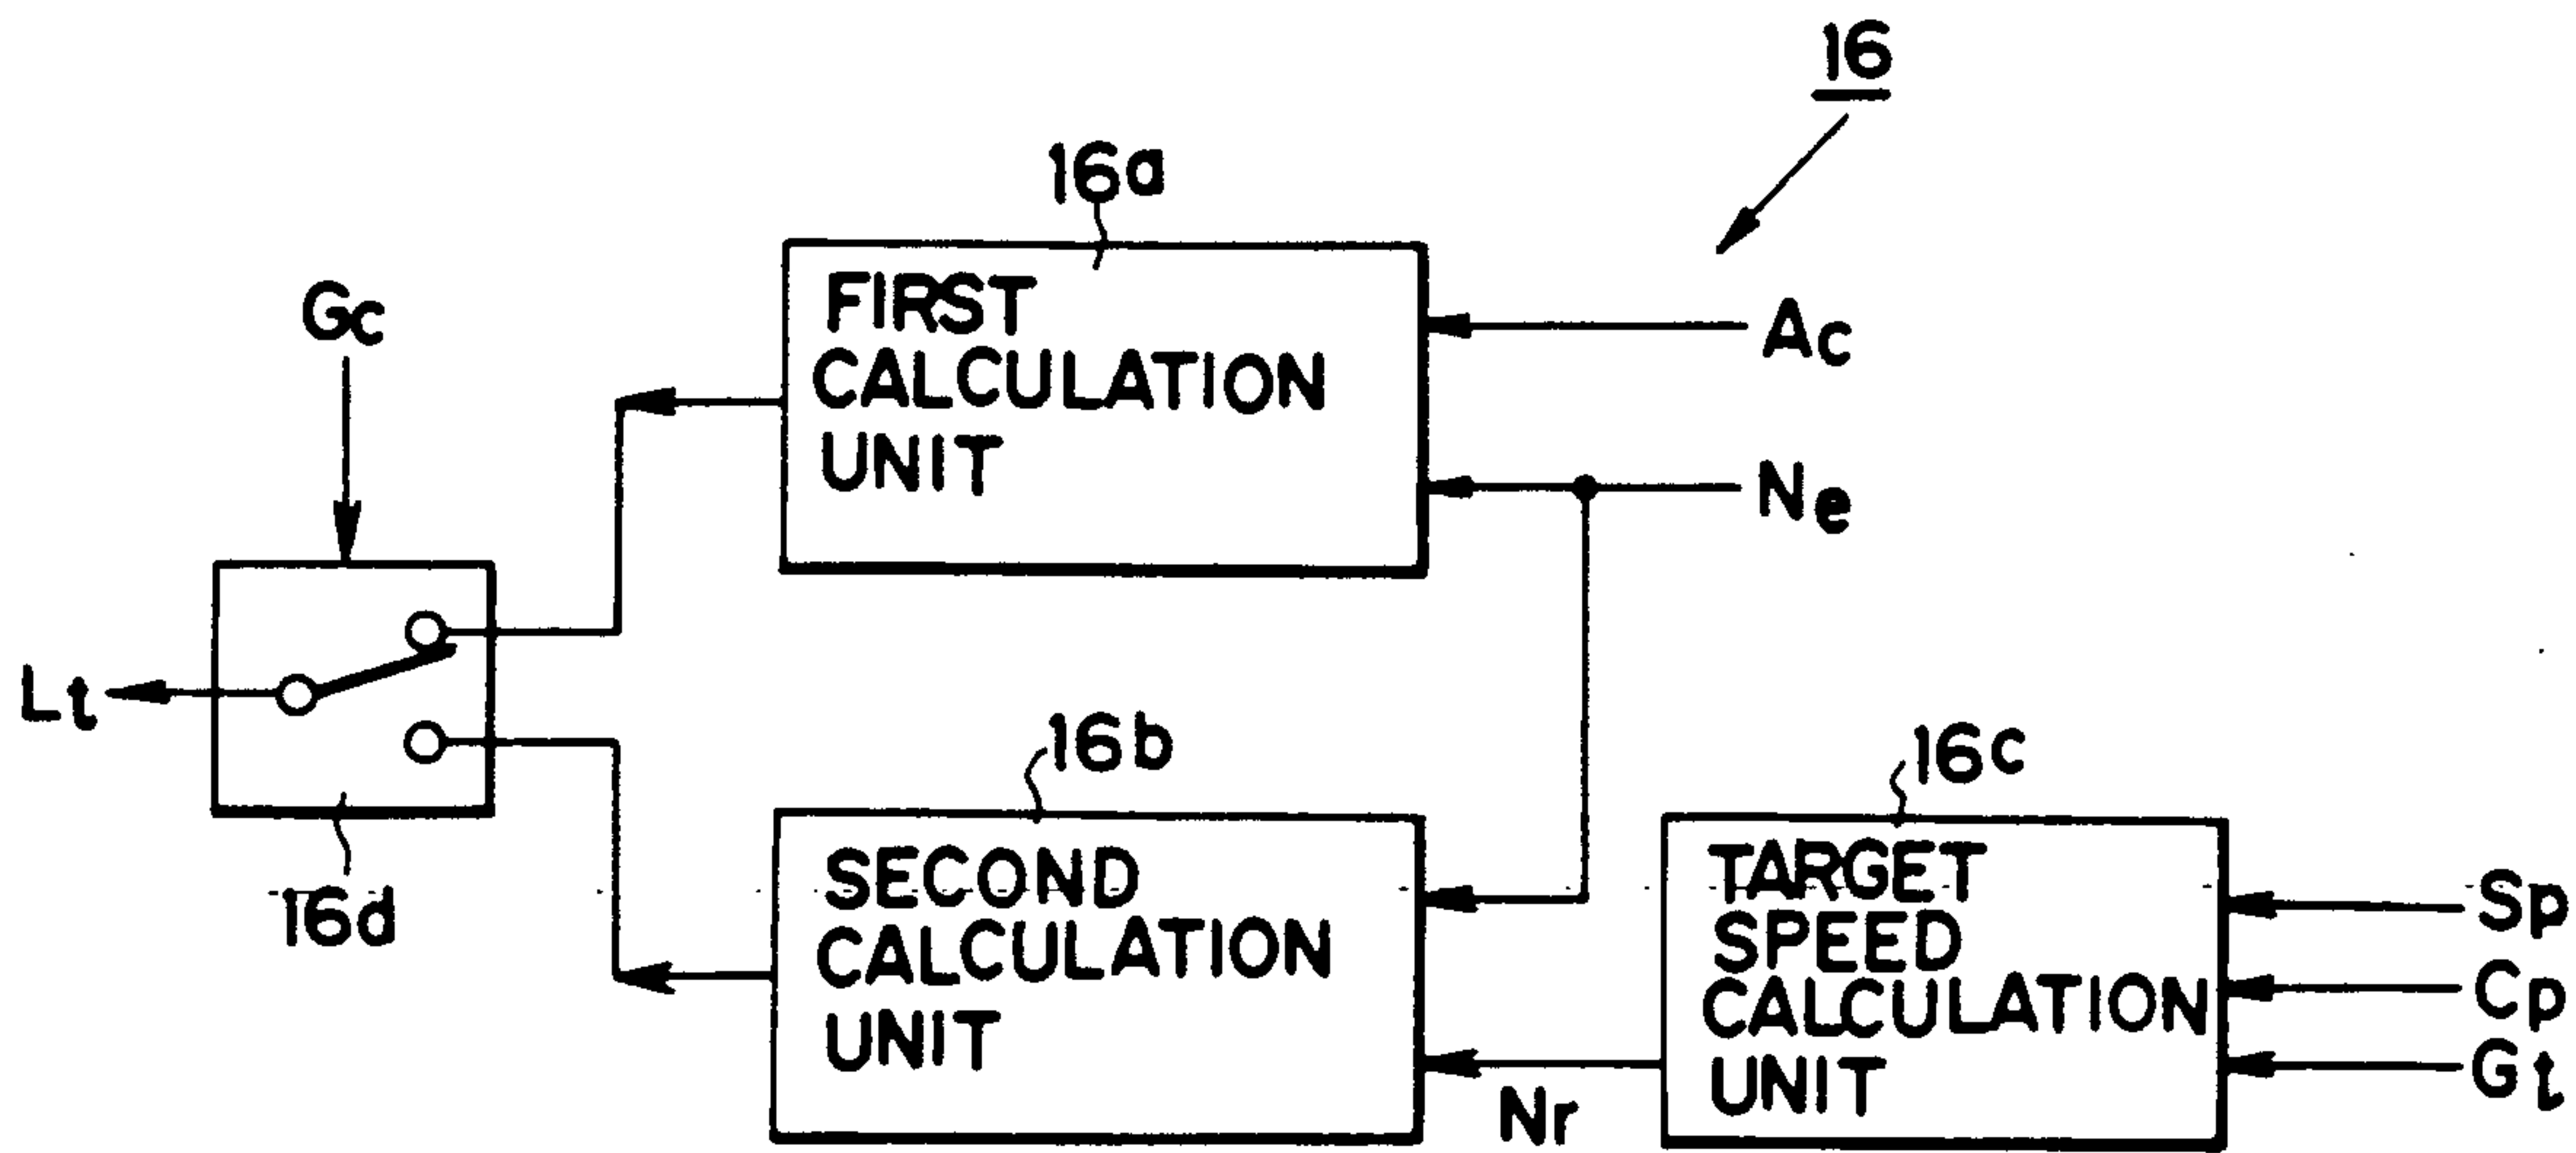 16
16a
FIRST
CALCULATION
UNIT
Gc
Ac
Ne
Lt
16d
16b
SECOND
CALCULATION
UNIT
Nr
16c
TARGET
SPEED
CALCULATION
UNIT
Sp
Cp
Gt